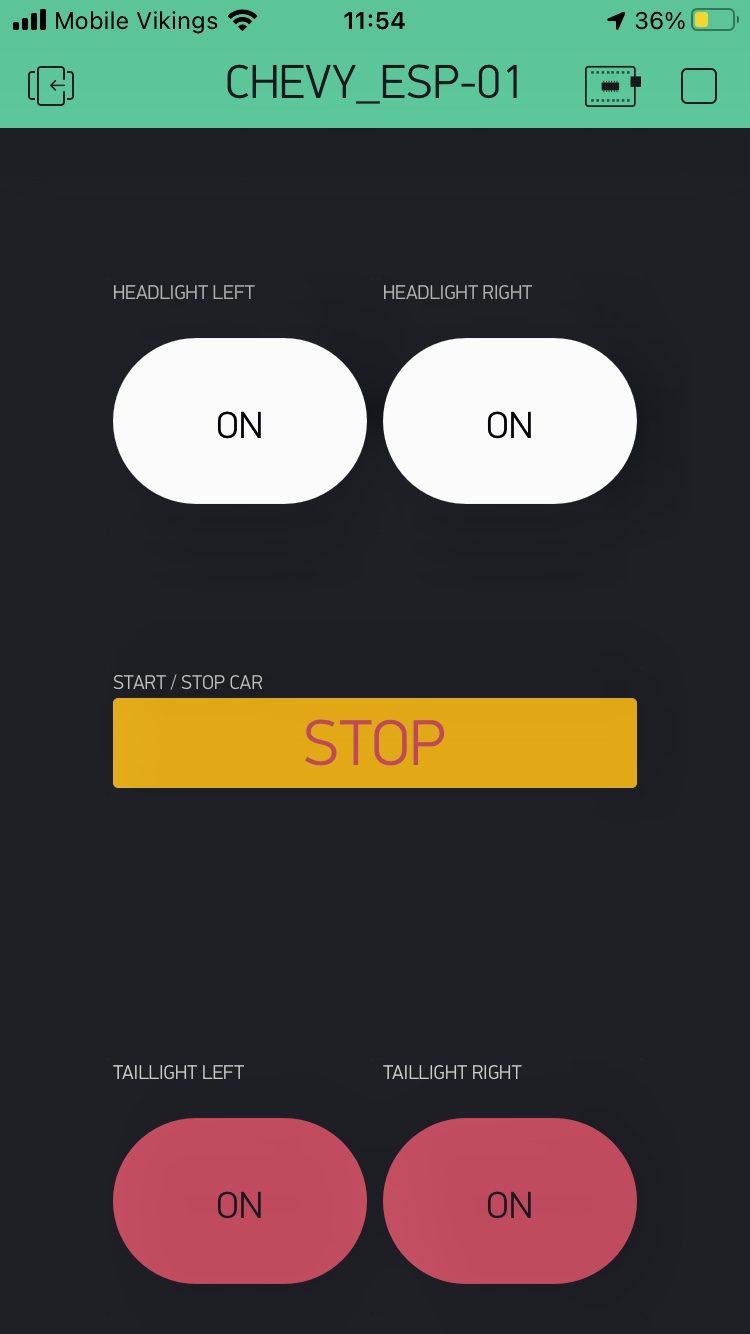 Mobile Vikings 11:54 36%
CHEVY_ESP-01
HEADLIGHT LEFT HEADLIGHT RIGHT
ON ON
START / STOP CAR
STOP
TAILLIGHT LEFT TAILLIGHT RIGHT
ON ON